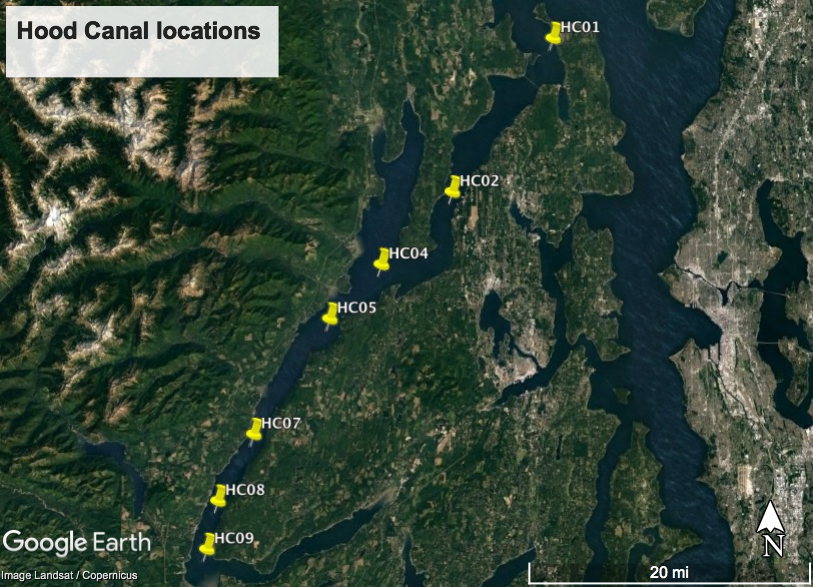 Hood Canal locations
HC01
HC02
HC04
HC05
HC07
HC08
HC09
Google Earth
N
20 mi
Image Landsat / Copernicus